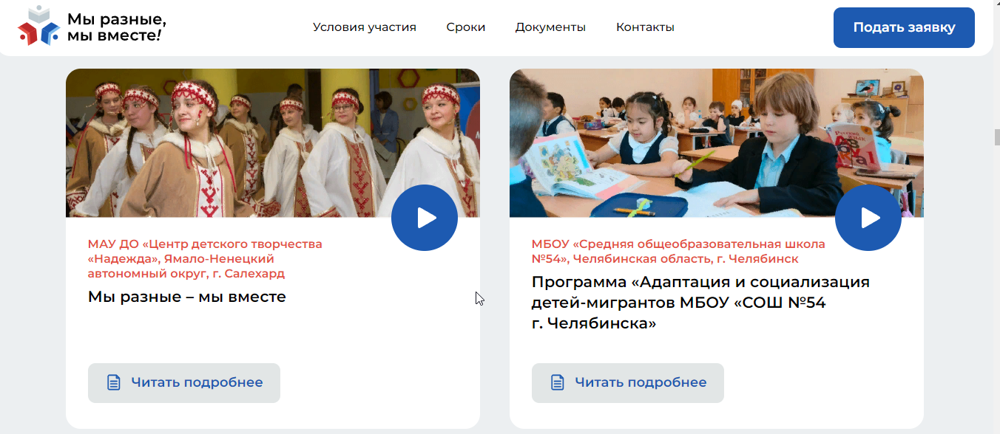 Мы разные,
мы вместе!
Условия участия
Сроки
Документы
Контакты
Подать заявку
МАУ ДО «Центр детского творчества
«Надежда», Ямало-Ненецкий
автономный округ, г. Салехард
Мы разные – мы вместе
Читать подробнее
Русский
язык
МБОУ «Средняя общеобразовательная школа
№54», Челябинская область, г. Челябинск
Программа «Адаптация и социализация
детей-мигрантов МБОУ «СОШ №54
г. Челябинска»
Читать подробнее